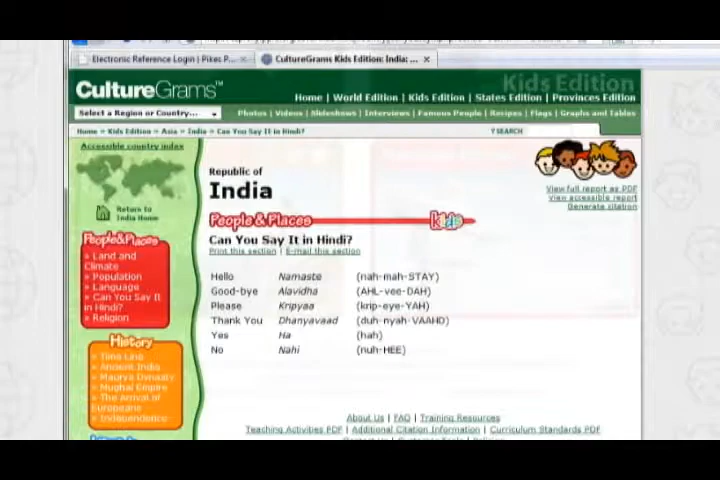 Electronic Reference Login | Pikes P...
CultureGrams Kids Edition: India: ...
Kids Edition
CultureGrams™
Home | World Edition | Kids Edition | States Edition | Provinces Edition
Select a Region or Country...
Photos | Videos | Slideshows | Interviews | Famous People | Recipes | Flags | Graphs and Tables
Home » Kids Edition » Asia » India » Can You Say It in Hindi?
SEARCH
Accessible country index
Return to
India Home
Republic of
India
View full report as PDF
View accessible report
Generate citation
People & Places
kids
Can You Say It in Hindi?
Print this section | E-mail this section
Hello Namaste (nah-mah-STAY)
Good-bye Alavidha (AHL-vee-DAH)
Please Kripyaa (krip-eye-YAH)
Thank You Dhanyavaad (duh-nyah-VAAHD)
Yes Ha (hah)
No Nahi (nuh-HEE)
People & Places
» Land and
Climate
» Population
» Language
» Can You Say It
in Hindi?
» Religion
History
» Time Line
» Ancient India
» Maurya Dynasty
» Mughal Empire
» The Arrival of
Europeans
» Independence
About Us | FAQ | Training Resources
Teaching Activities PDF | Additional Citation Information | Curriculum Standards PDF